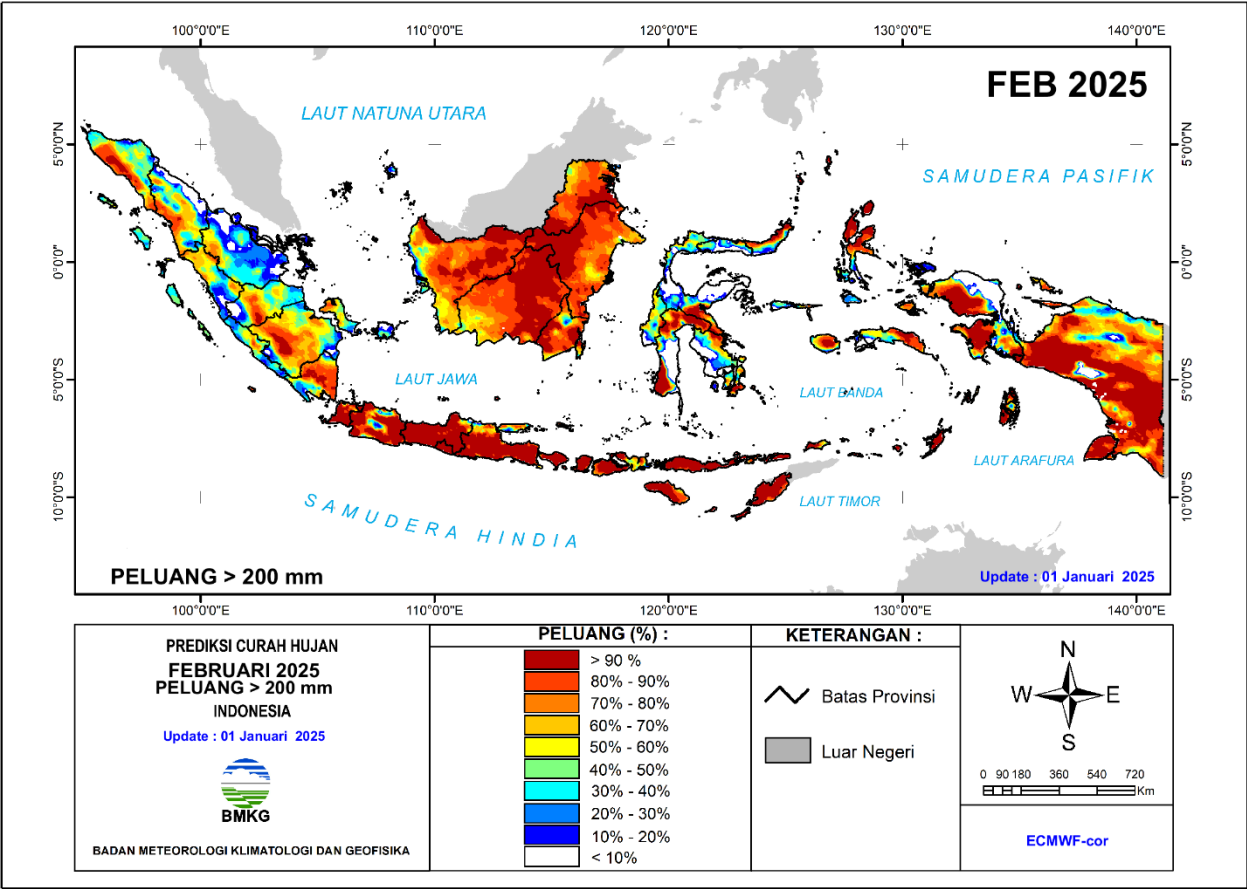 100°0'0"E 110°0'0"E 120°0'0"E 130°0'0"E 140°0'0"E
FEB 2025
LAUT NATUNA UTARA
5°0'0"N 5°0'0"N
SAMUDERA PASIFIK
0°0'0" 0°0'0"
5°0'0"S 5°0'0"S
LAUT JAWA
LAUT BANDA
LAUT ARAFURA
10°0'0"S 10°0'0"S
SAMUDERA HINDIA
LAUT TIMOR
PELUANG > 200 mm
Update : 01 Januari 2025
100°0'0"E 110°0'0"E 120°0'0"E 130°0'0"E 140°0'0"E
PREDIKSI CURAH HUJAN
FEBRUARI 2025
PELUANG > 200 mm
INDONESIA
Update : 01 Januari 2025
BMKG
BADAN METEOROLOGI KLIMATOLOGI DAN GEOFISIKA
PELUANG (%) :
> 90 %
80% - 90%
70% - 80%
60% - 70%
50% - 60%
40% - 50%
30% - 40%
20% - 30%
10% - 20%
< 10%
KETERANGAN :
Batas Provinsi
Luar Negeri
N
W E
S
0 90 180 360 540 720
Km
ECMWF-cor